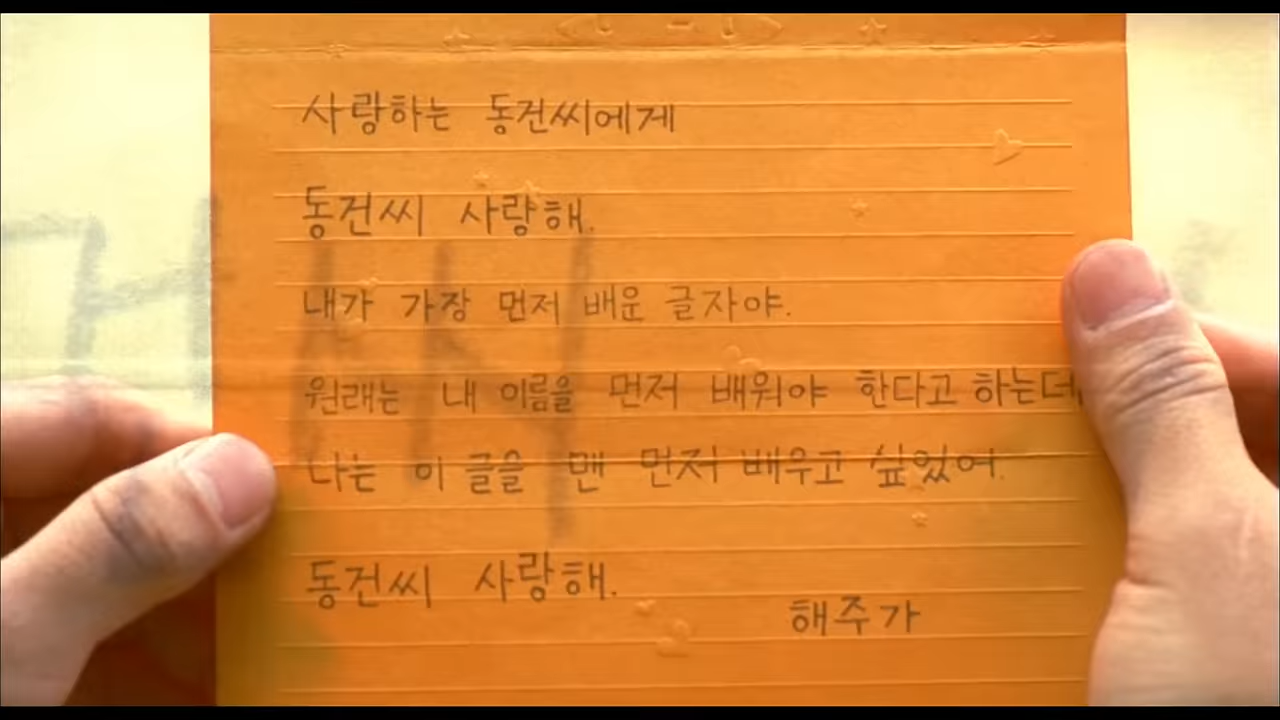 사랑하는 동건씨에게
동건씨 사랑해.
내가 가장 먼저 배운 글자야.
원래는 내 이름을 먼저 배워야 한다고 하는데
나는 이 글을 맨 먼저 배우고 싶었어.
동건씨 사랑해.
해주가